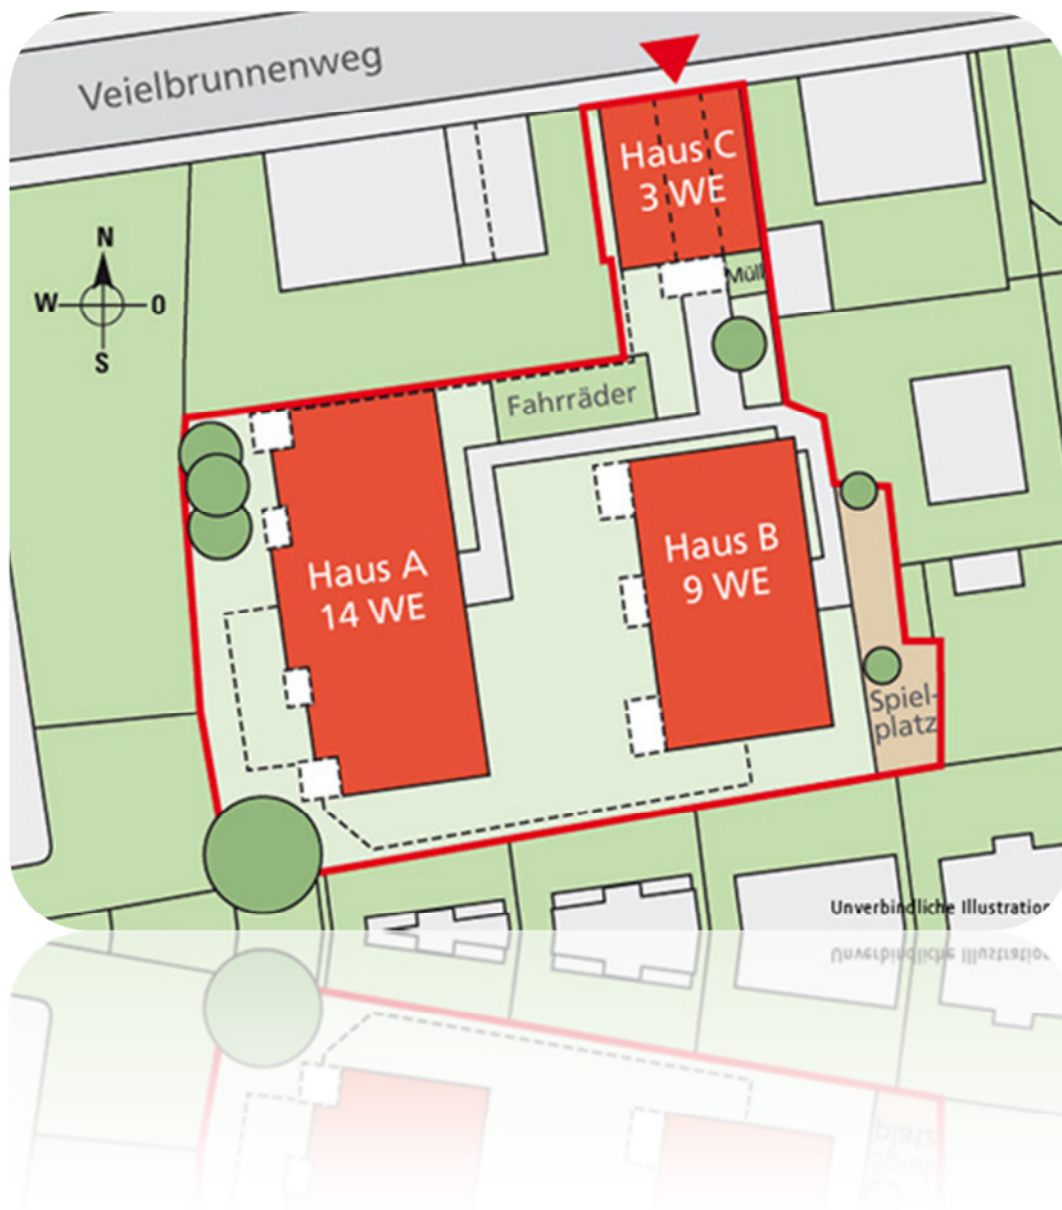 Veielbrunnenweg
Haus C
3 WE
Müll
N
W
O
S
Fahrräder
Haus A
14 WE
Haus B
9 WE
Spiel-
platz
Unverbindliche Illustration